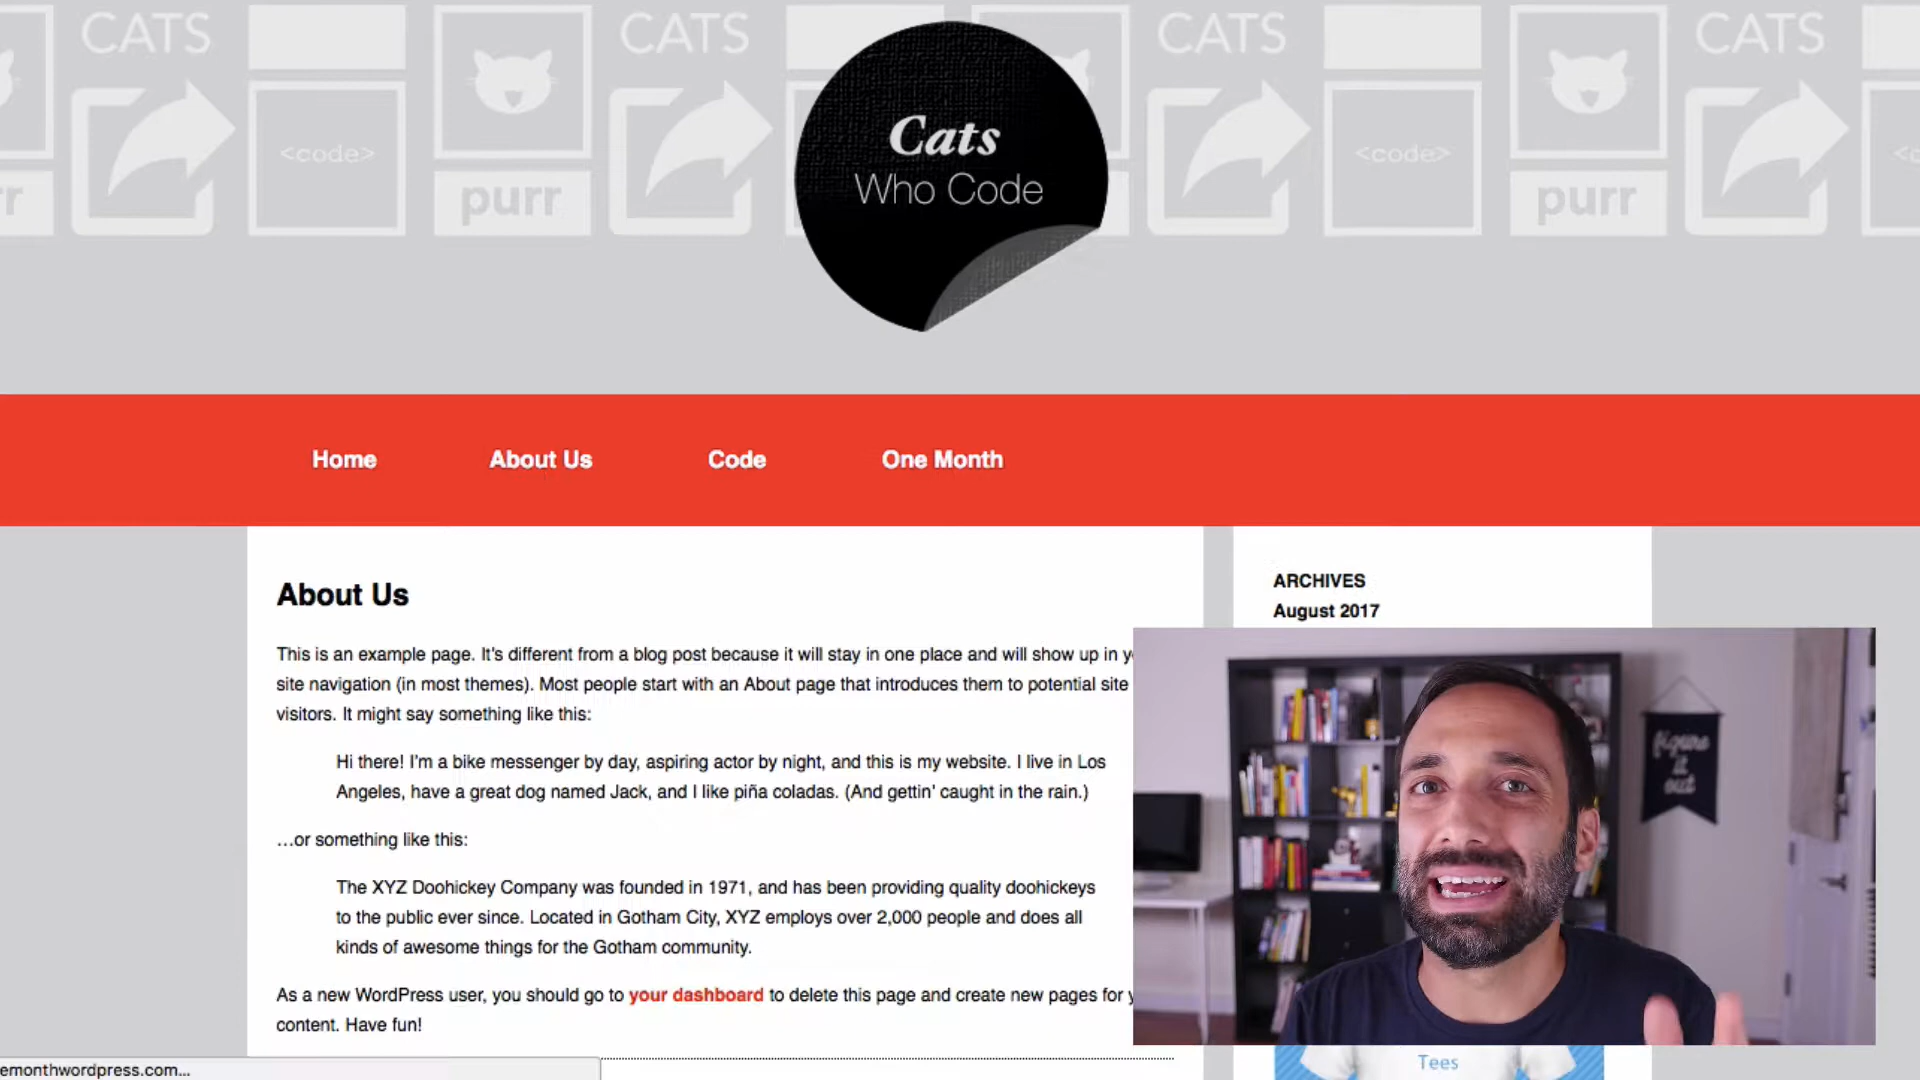 CATS
CATS
CATS
CATS
<code>
<code>
purr
purr
Cats
Who Code
Home
About Us
Code
One Month
About Us
This is an example page. It's different from a blog post because it will stay in one place and will show up in
site navigation (in most themes). Most people start with an About page that introduces them to potential site
visitors. It might say something like this:
Hi there! I'm a bike messenger by day, aspiring actor by night, and this is my website. I live in Los
Angeles, have a great dog named Jack, and I like piña coladas. (And gettin' caught in the rain.)
…or something like this:
The XYZ Doohickey Company was founded in 1971, and has been providing quality doohickeys
to the public ever since. Located in Gotham City, XYZ employs over 2,000 people and does all
kinds of awesome things for the Gotham community.
As a new WordPress user, you should go to your dashboard to delete this page and create new pages for
content. Have fun!
ARCHIVES
August 2017
figure
it
out
Tees
emonthwordpress.com...